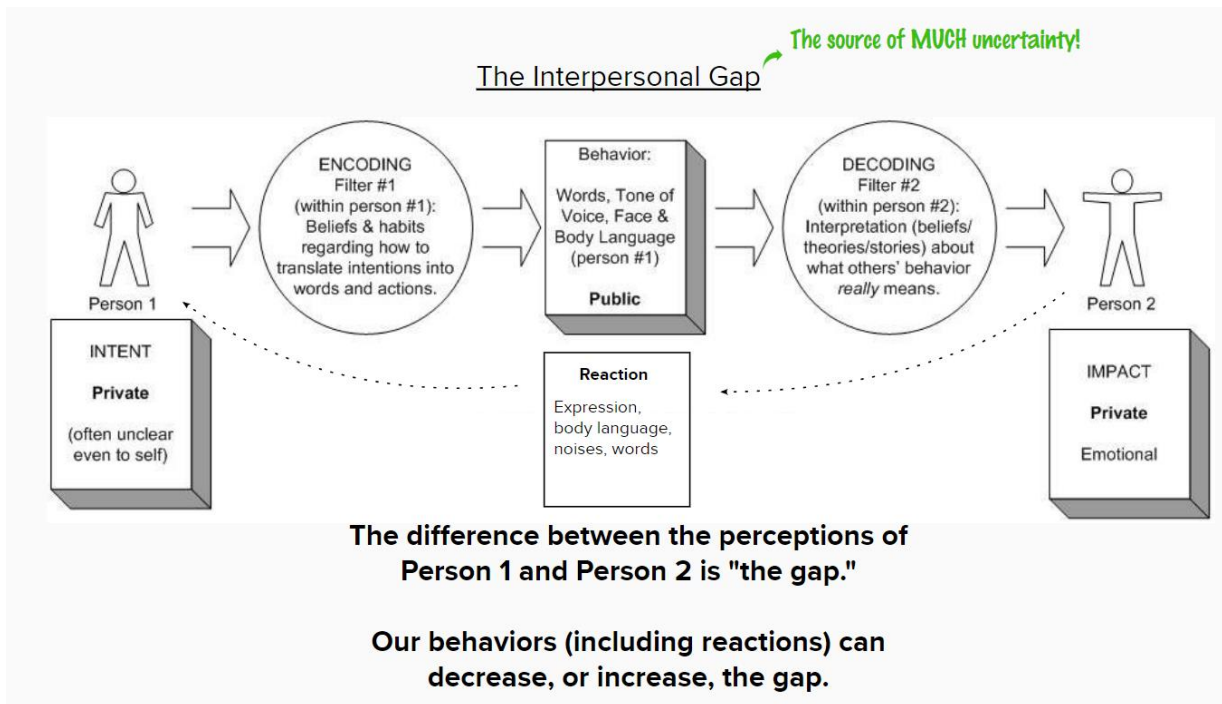 The source of MUCH uncertainty!
The Interpersonal Gap
Person 1
INTENT
Private
(often unclear
even to self)
ENCODING
Filter #1
(within person #1):
Beliefs & habits
regarding how to
translate intentions into
words and actions.
Behavior:
Words, Tone of
Voice, Face &
Body Language
(person #1)
Public
Reaction
Expression,
body language,
noises, words
DECODING
Filter #2
(within person #2):
Interpretation (beliefs/
theories/stories) about
what others' behavior
really means.
Person 2
IMPACT
Private
Emotional
The difference between the perceptions of
Person 1 and Person 2 is "the gap."
Our behaviors (including reactions) can
decrease, or increase, the gap.